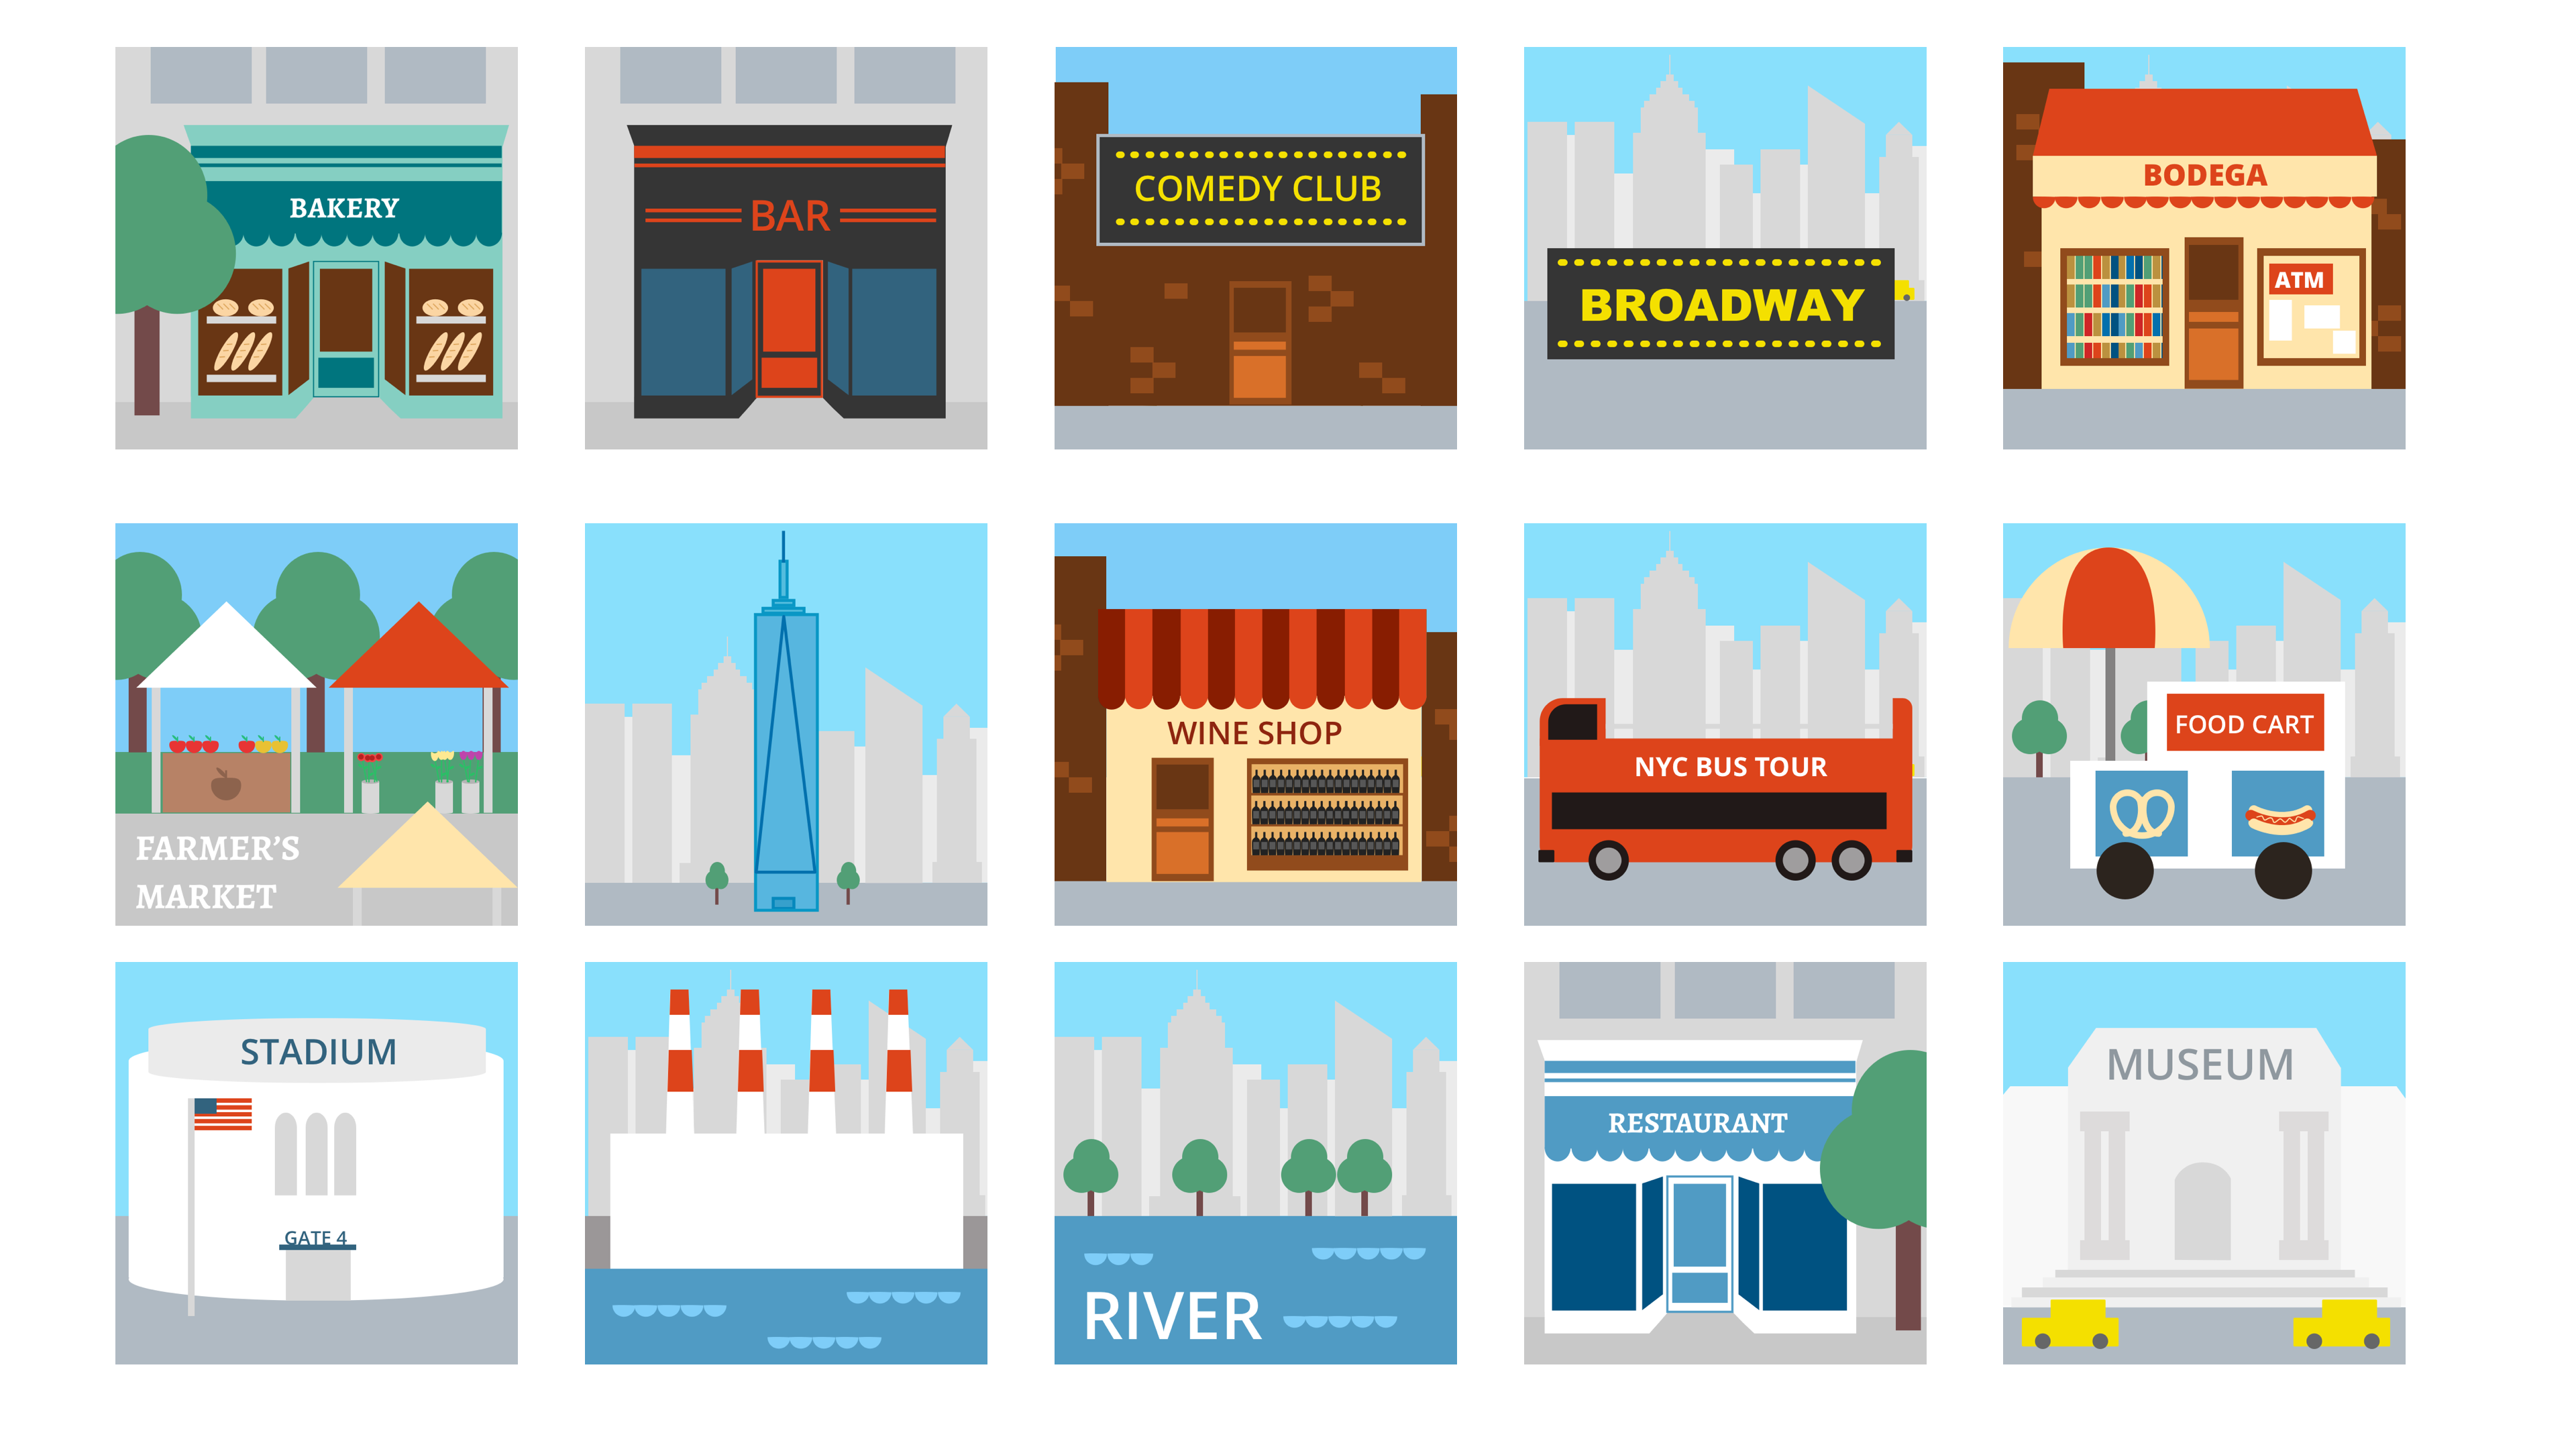 BAKERY
BAR
COMEDY CLUB
BROADWAY
BODEGA
ATM
FARMER’S
MARKET
WINE SHOP
NYC BUS TOUR
FOOD CART
STADIUM
GATE 4
RIVER
RESTAURANT
MUSEUM